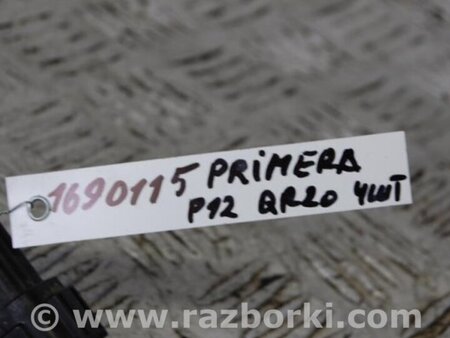 1690115 PRIMERA
P12 QR20 4шт
© www.razborki.com